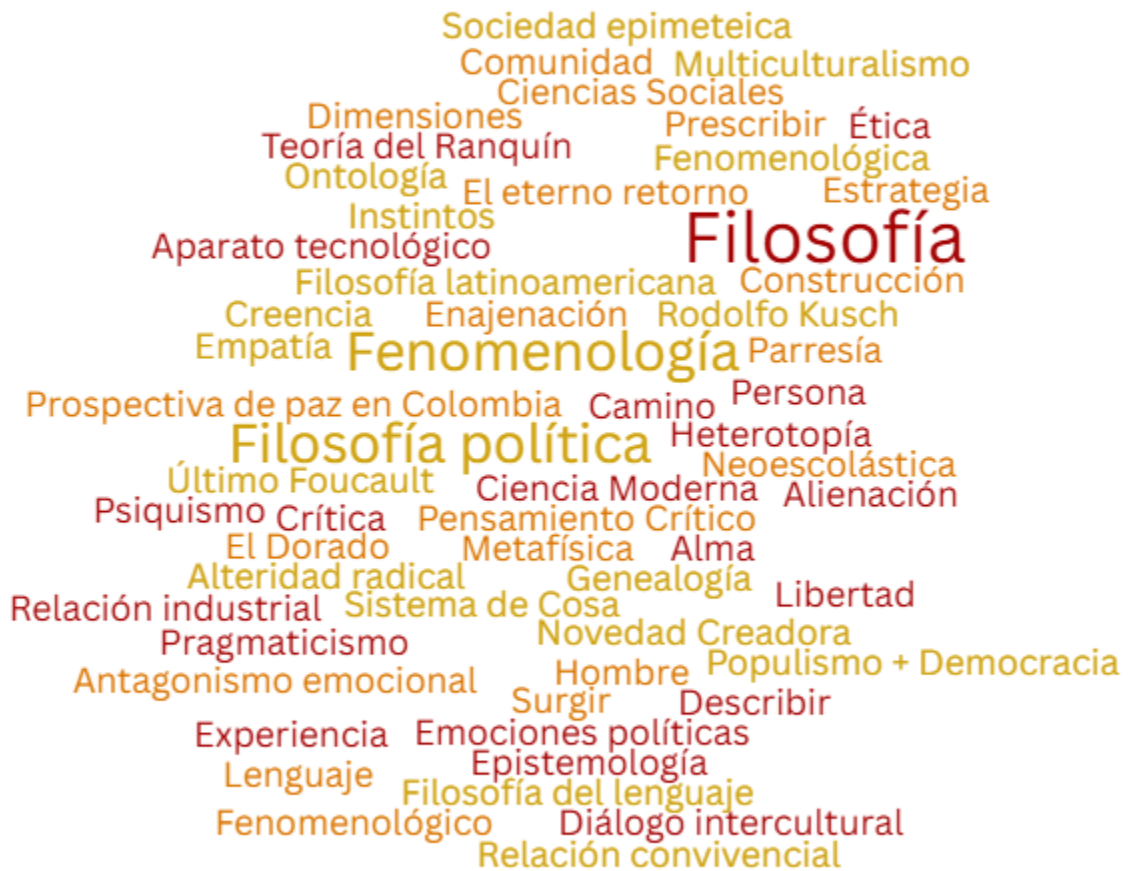 Sociedad epimeteica
Comunidad Multiculturalismo
Ciencias Sociales
Dimensiones Prescribir Ética
Teoría del Ranquín Fenomenológica
Ontología El eterno retorno Estrategia
Instintos Filosofía
Aparato tecnológico
Filosofía latinoamericana Construcción
Creencia Enajenación Rodolfo Kusch
Empatía Fenomenología Parresía
Prospectiva de paz en Colombia Camino Persona
Filosofía política Heterotopía
Neoescolástica
Último Foucault Ciencia Moderna Alienación
Psiquismo Crítica Pensamiento Crítico
El Dorado Metafísica Alma
Alteridad radical Genealogía Libertad
Relación industrial Sistema de Cosa
Pragmaticismo Novedad Creadora
Antagonismo emocional Hombre Populismo + Democracia
Surgir Describir
Experiencia Emociones políticas
Lenguaje Epistemología
Filosofía del lenguaje
Fenomenológico Diálogo intercultural
Relación convivencial